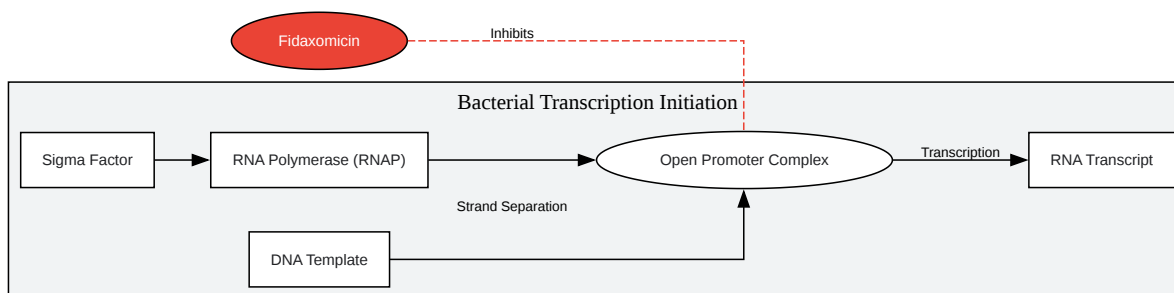 Fidaxomicin
Inhibits
Bacterial Transcription Initiation
Sigma Factor
RNA Polymerase (RNAP)
Open Promoter Complex
Transcription
RNA Transcript
Strand Separation
DNA Template